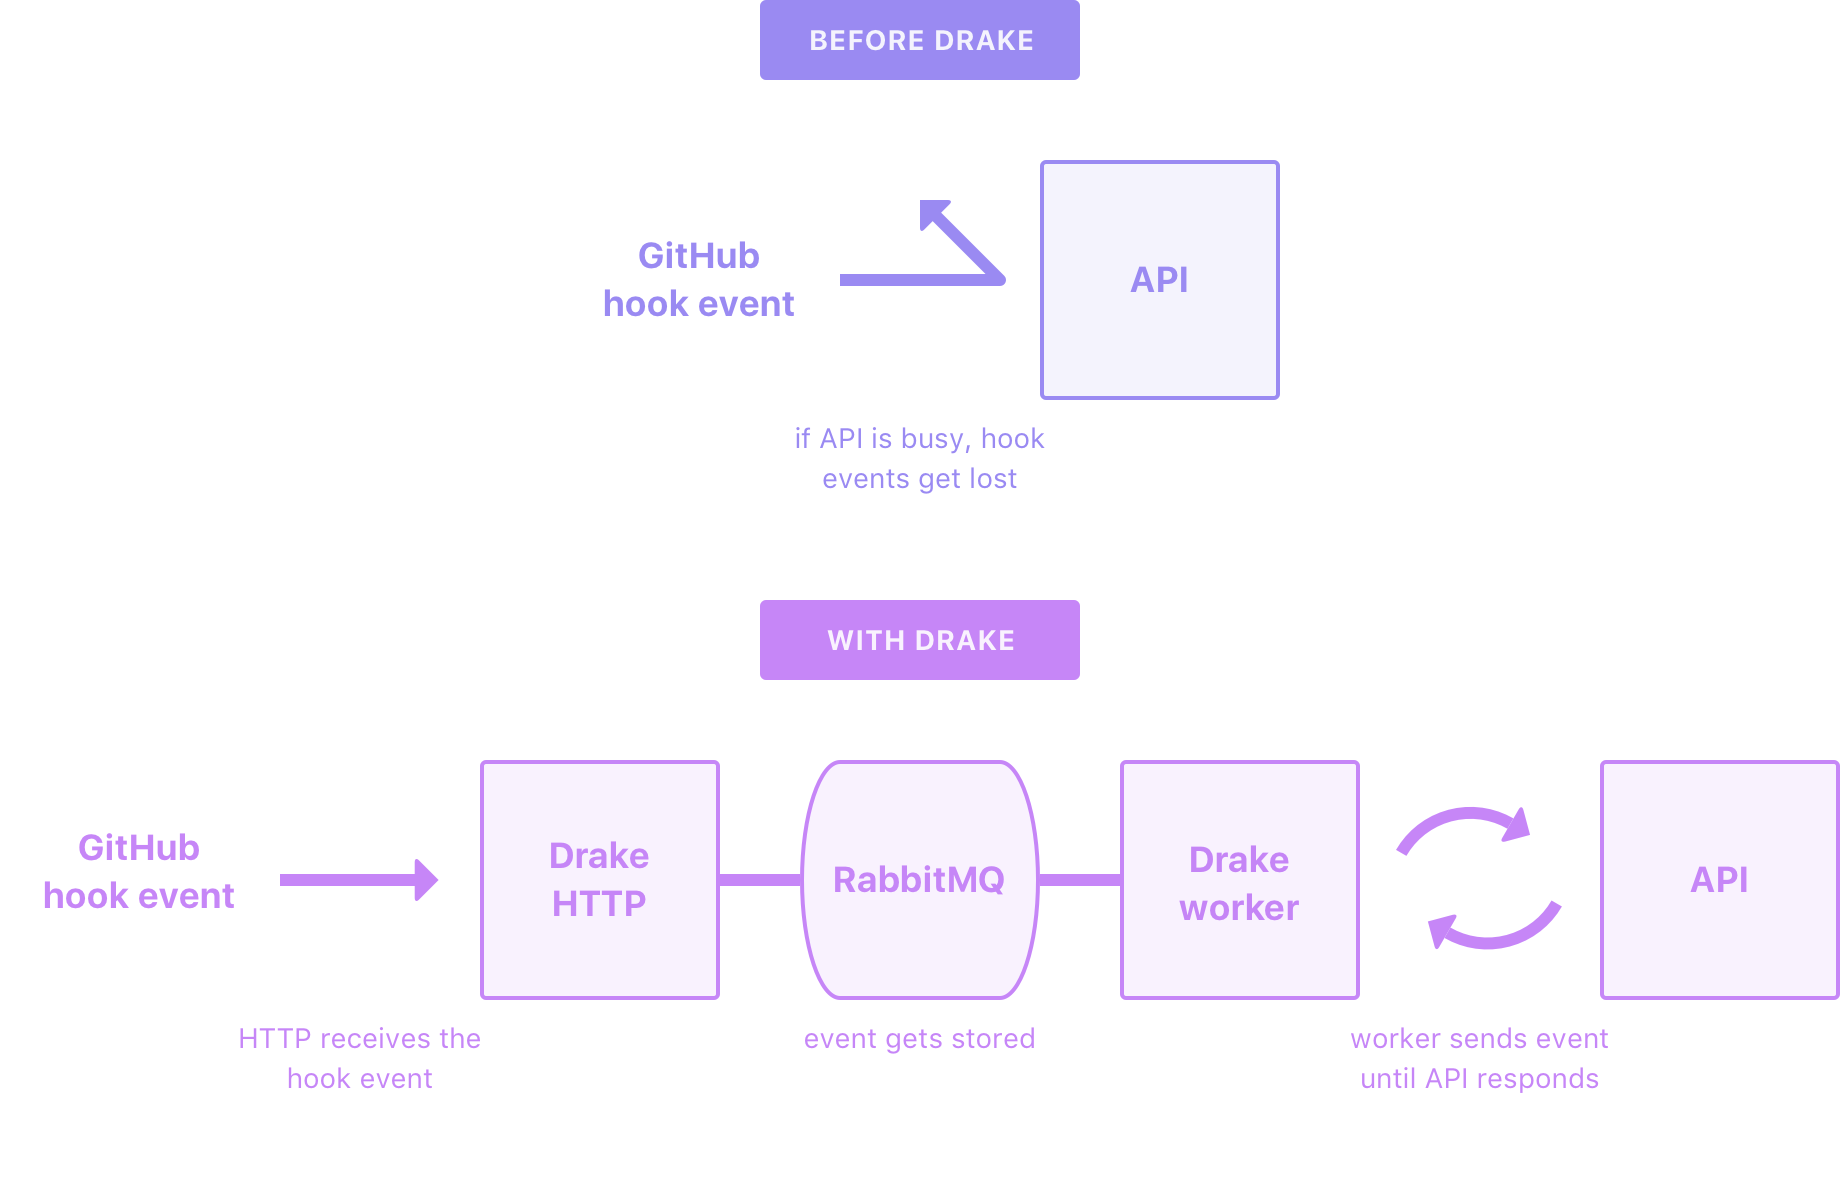 BEFORE DRAKE
GitHub
hook event
API
if API is busy, hook
events get lost
WITH DRAKE
GitHub
hook event
Drake
HTTP
RabbitMQ
Drake
worker
API
HTTP receives the
hook event
event gets stored
worker sends event
until API responds